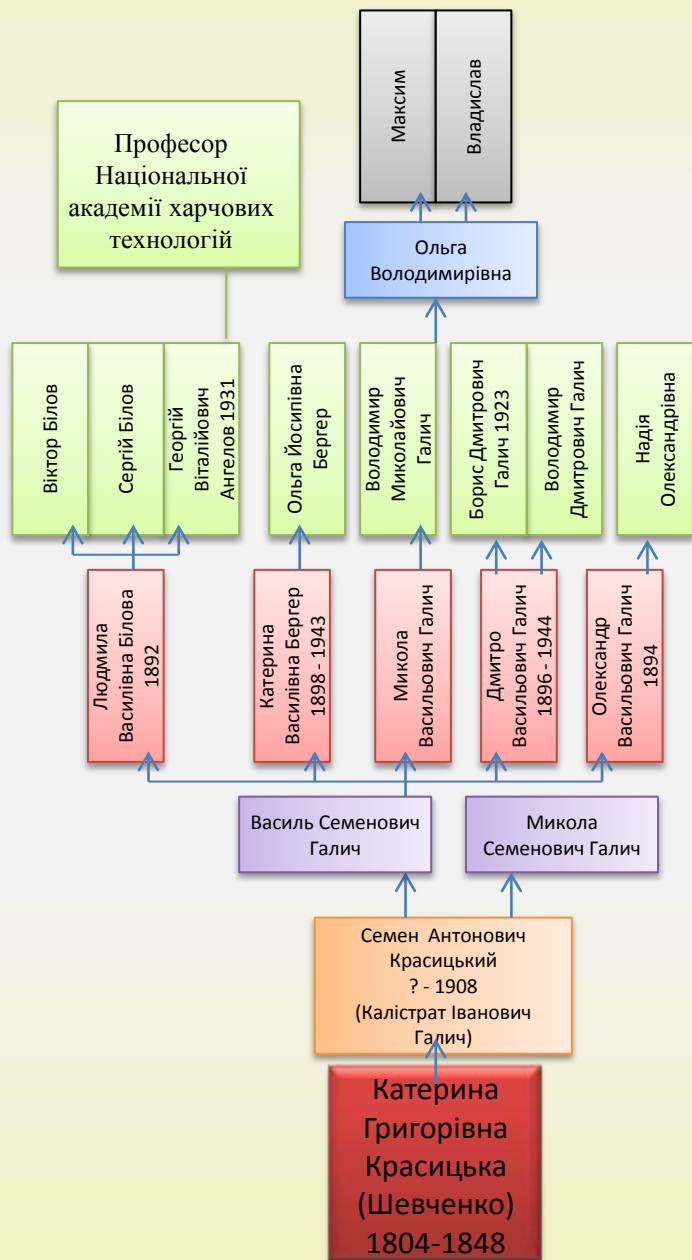 Максим
Владислав
Професор
Національної
академії харчових
технологій
Ольга
Володимирівна
Віктор Білов
Сергій Білов
Георгій
Віталійович
Ангелов 1931
Ольга Йосипівна
Бергер
Володимир
Миколайович
Галич
Борис Дмитрович
Галич 1923
Володимир
Дмитрович Галич
Надія
Олександрівна
Людмила
Василівна Білова
1892
Катерина
Василівна Бергер
1898 - 1943
Микола
Васильович Галич
Дмитро
Васильович Галич
1896 - 1944
Олександр
Васильович Галич
1894
Василь Семенович
Галич
Микола
Семенович Галич
Семен Антонович
Красицький
? - 1908
(Калістрат Іванович
Галич)
Катерина
Григорівна
Красицька
(Шевченко)
1804-1848